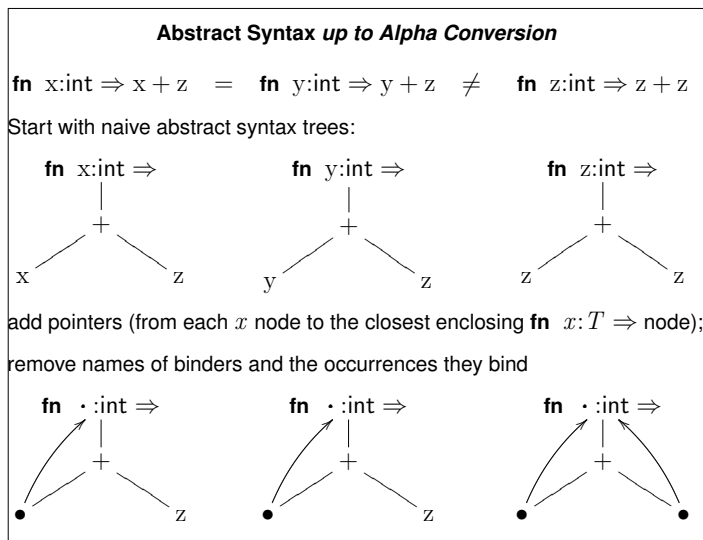 Abstract Syntax up to Alpha Conversion
fn x:int ⇒ x + z = fn y:int ⇒ y + z ≠ fn z:int ⇒ z + z
Start with naive abstract syntax trees:
fn x:int ⇒ fn y:int ⇒ fn z:int ⇒
+ + +
x z y z z z
add pointers (from each x node to the closest enclosing fn x:T ⇒ node);
remove names of binders and the occurrences they bind
fn · :int ⇒ fn · :int ⇒ fn · :int ⇒
+ + +
• z • z • •